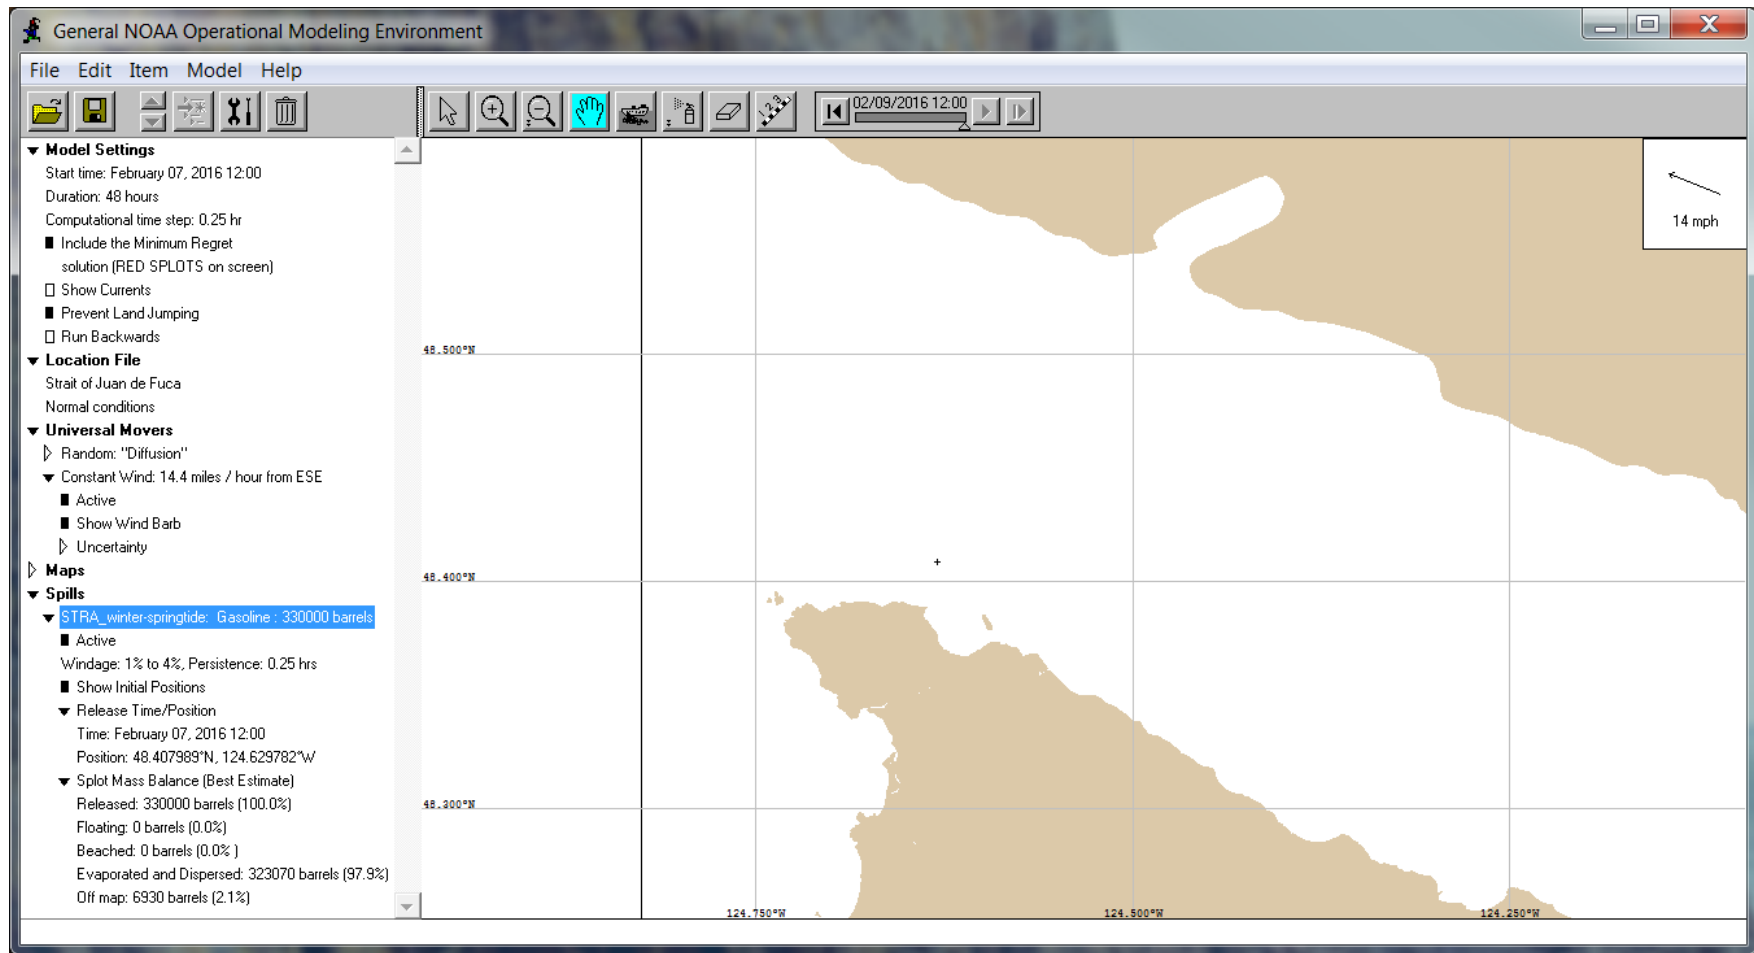 General NOAA Operational Modeling Environment
File Edit Item Model Help
02/09/2016 12:00
Model Settings
Start time: February 07, 2016 12:00
Duration: 48 hours
Computational time step: 0.25 hr
Include the Minimum Regret
solution (RED SPLOTS on screen)
Show Currents
Prevent Land Jumping
Run Backwards
Location File
Strait of Juan de Fuca
Normal conditions
Universal Movers
Random: "Diffusion"
Constant Wind: 14.4 miles / hour from ESE
Active
Show Wind Barb
Uncertainty
Maps
Spills
STRA_winter-springtide: Gasoline : 330000 barrels
Active
Windage: 1% to 4%, Persistence: 0.25 hrs
Show Initial Positions
Release Time/Position
Time: February 07, 2016 12:00
Position: 48.407989°N, 124.629782°W
Splot Mass Balance (Best Estimate)
Released: 330000 barrels (100.0%)
Floating: 0 barrels (0.0%)
Beached: 0 barrels (0.0% )
Evaporated and Dispersed: 323070 barrels (97.9%)
Off map: 6930 barrels (2.1%)
14 mph
48.500°N
48.400°N
48.300°N
124.750°W
124.500°W
124.250°W
1 2 3